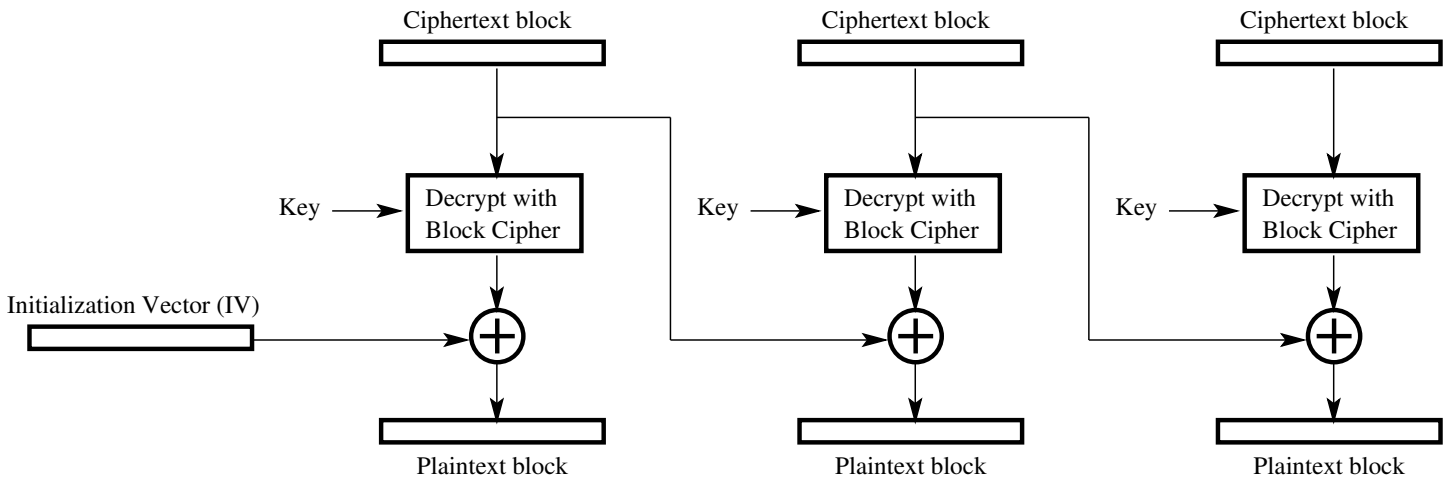 Ciphertext block
Ciphertext block
Ciphertext block
Key
Decrypt with
Block Cipher
Key
Decrypt with
Block Cipher
Key
Decrypt with
Block Cipher
Initialization Vector (IV)
Plaintext block
Plaintext block
Plaintext block